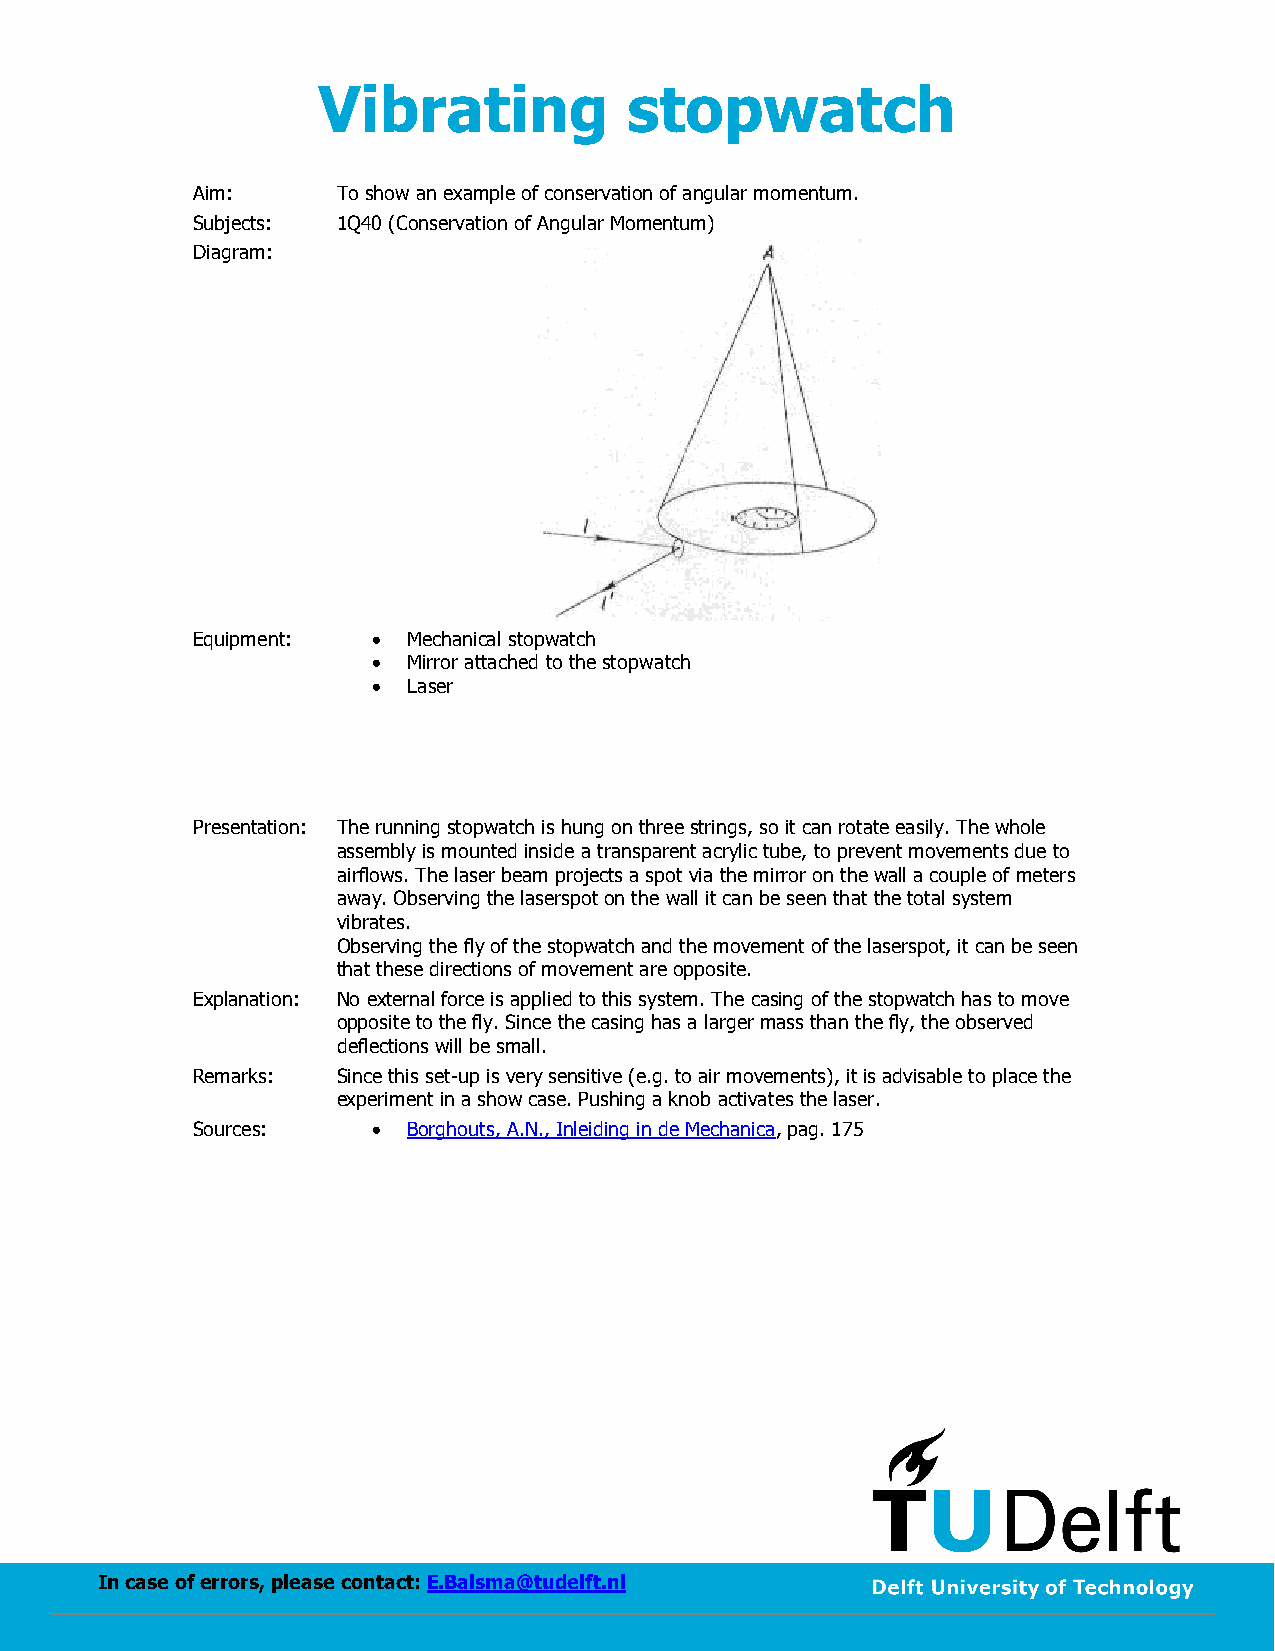 Vibrating stopwatch
Aim: To show an example of conservation of angular momentum.
Subjects: 1Q40 (Conservation of Angular Momentum)
Diagram:
A
l
l'
Equipment: • Mechanical stopwatch
• Mirror attached to the stopwatch
• Laser
Presentation: The running stopwatch is hung on three strings, so it can rotate easily. The whole
assembly is mounted inside a transparent acrylic tube, to prevent movements due to
airflows. The laser beam projects a spot via the mirror on the wall a couple of meters
away. Observing the laserspot on the wall it can be seen that the total system
vibrates.
Observing the fly of the stopwatch and the movement of the laserspot, it can be seen
that these directions of movement are opposite.
Explanation: No external force is applied to this system. The casing of the stopwatch has to move
opposite to the fly. Since the casing has a larger mass than the fly, the observed
deflections will be small.
Remarks: Since this set-up is very sensitive (e.g. to air movements), it is advisable to place the
experiment in a show case. Pushing a knob activates the laser.
Sources: • Borghouts, A.N., Inleiding in de Mechanica, pag. 175
TUDelft
In case of errors, please contact: E.Balsma@tudelft.nl
Delft University of Technology